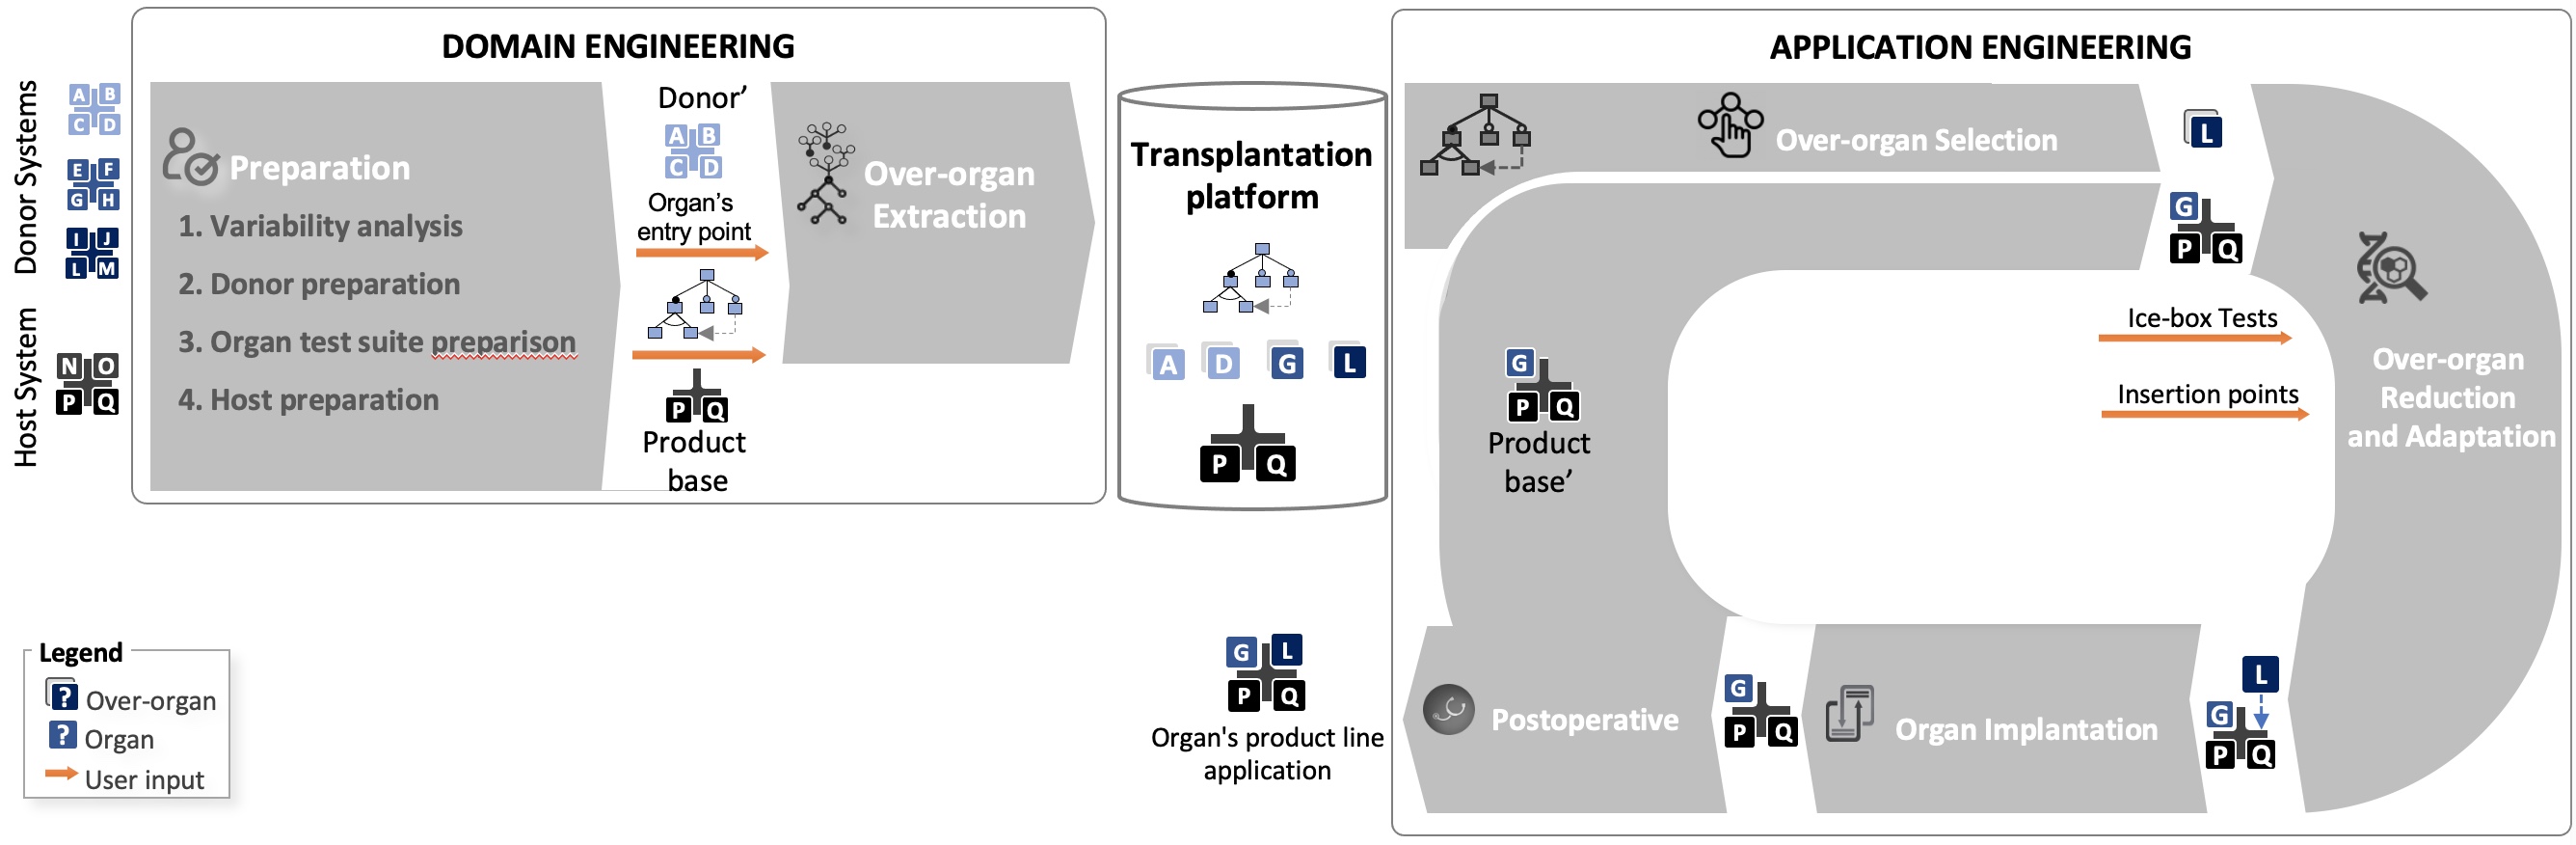 DOMAIN ENGINEERING
Donor Systems
A B
C D
E F
G H
I J
L M
Host System
N O
P Q
Preparation
1. Variability analysis
2. Donor preparation
3. Organ test suite preparison
4. Host preparation
Donor’
A B
C D
Organ’s
entry point
P Q
Product
base
Over-organ
Extraction
Transplantation
platform
A D G L
P Q
APPLICATION ENGINEERING
Over-organ Selection
L
G
P Q
Ice-box Tests
Insertion points
Over-organ
Reduction
and Adaptation
G
P Q
Product
base’
L
G
P Q
Organ Implantation
G
P Q
Postoperative
G L
P Q
Organ's product line
application
Legend
? Over-organ
? Organ
User input